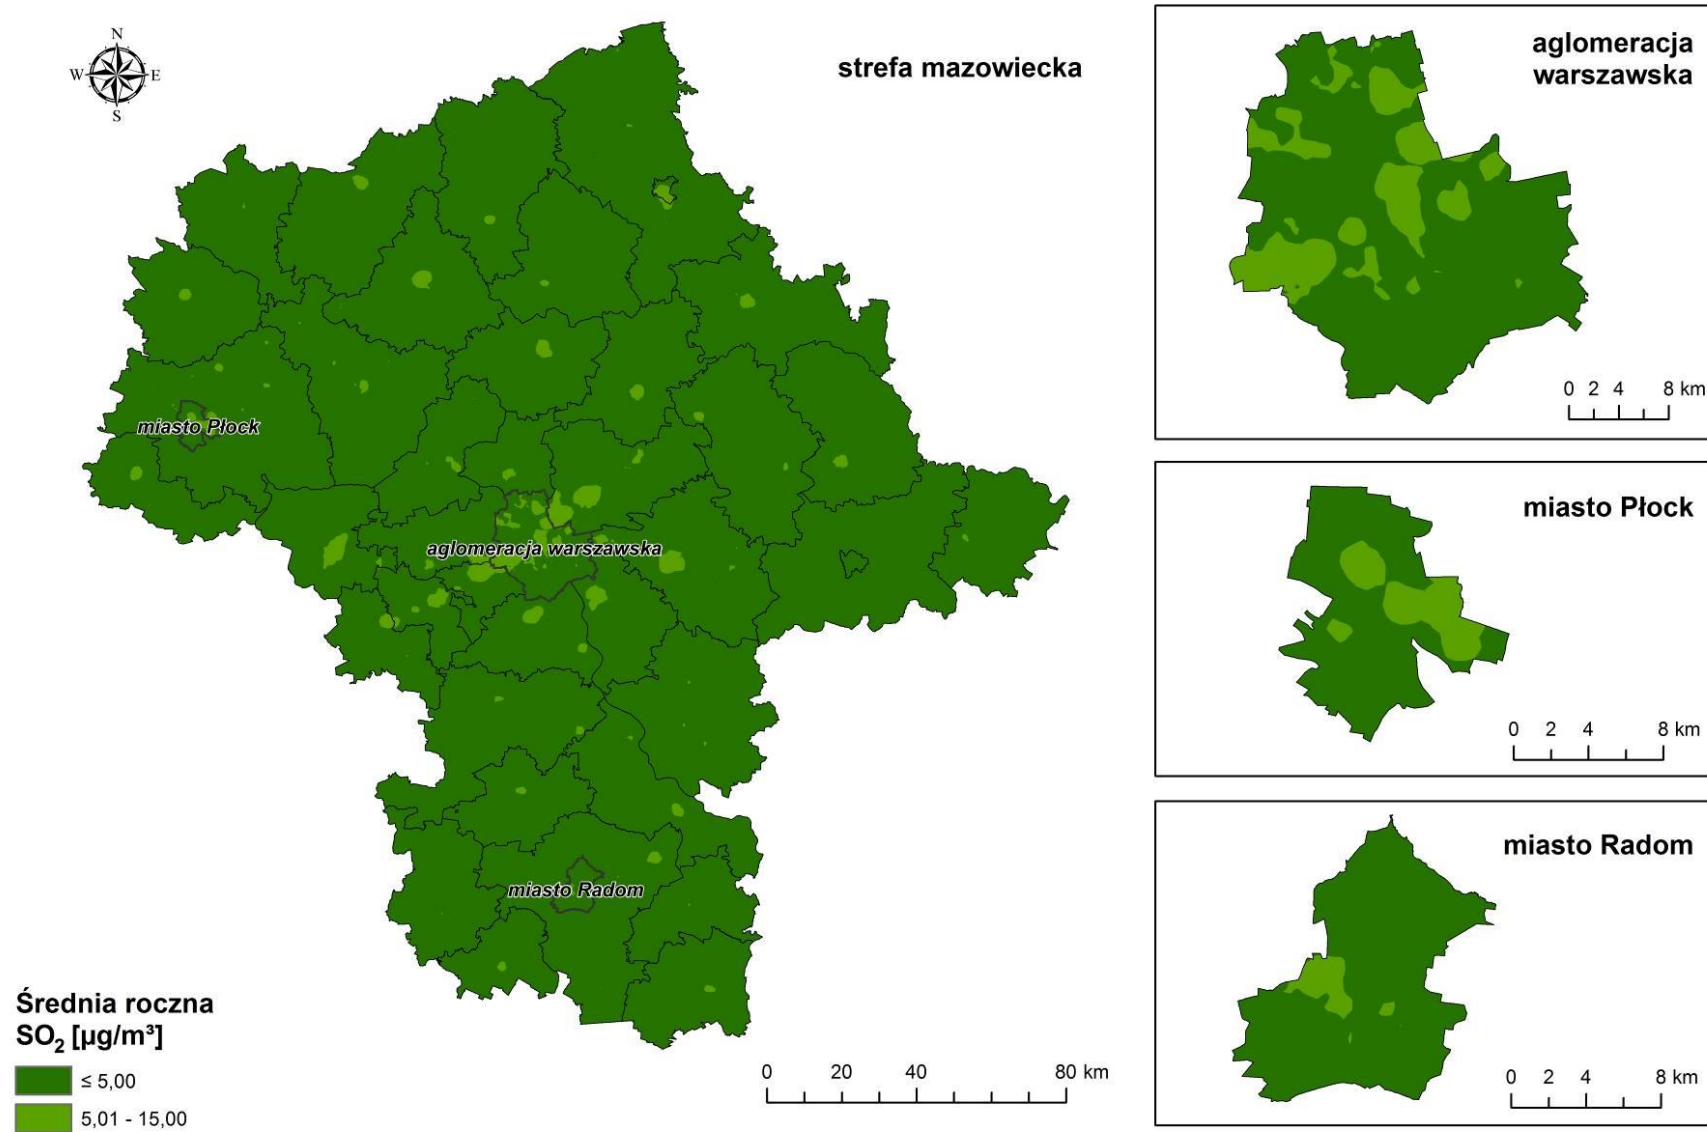 N
W E
S
strefa mazowiecka
miasto Płock
aglomeracja warszawska
miasto Radom
Średnia roczna
SO₂ [µg/m³]
≤ 5,00
5,01 - 15,00
0 20 40 80 km
aglomeracja
warszawska
0 2 4 8 km
miasto Płock
0 2 4 8 km
miasto Radom
0 2 4 8 km